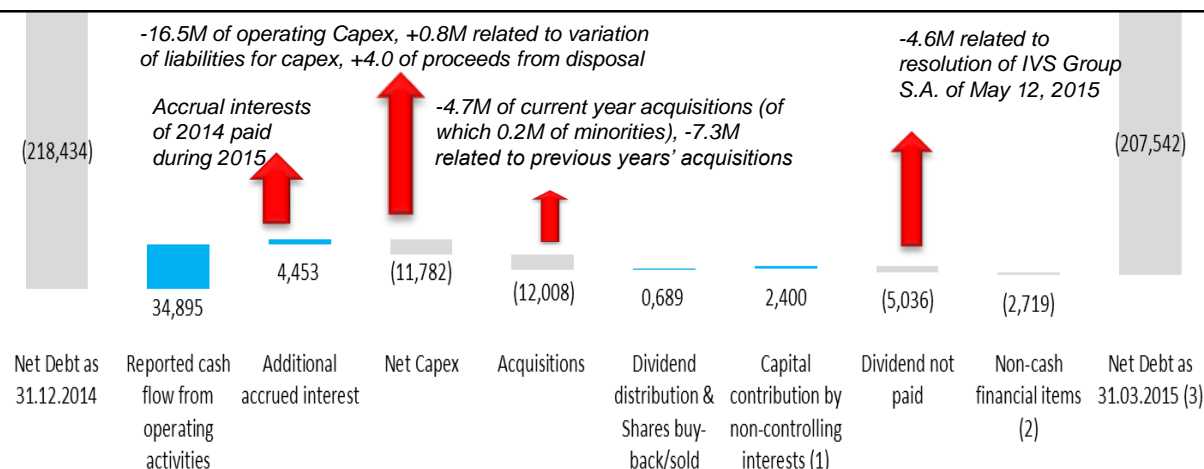 -16.5M of operating Capex, +0.8M related to variation
of liabilities for capex, +4.0 of proceeds from disposal
-4.6M related to
resolution of IVS Group
S.A. of May 12, 2015
Accrual interests
of 2014 paid
during 2015
-4.7M of current year acquisitions (of
which 0.2M of minorities), -7.3M
related to previous years’ acquisitions
(218,434)
34,895
4,453
(11,782)
(12,008)
0,689
2,400
(5,036)
(2,719)
(207,542)
Net Debt as
31.12.2014
Reported cash
flow from
operating
activities
Additional
accrued interest
Net Capex
Acquisitions
Dividend
distribution &
Shares buy-
back/sold
Capital
contribution by
non-controlling
interests (1)
Dividend not
paid
Non-cash
financial items
(2)
Net Debt as
31.03.2015 (3)